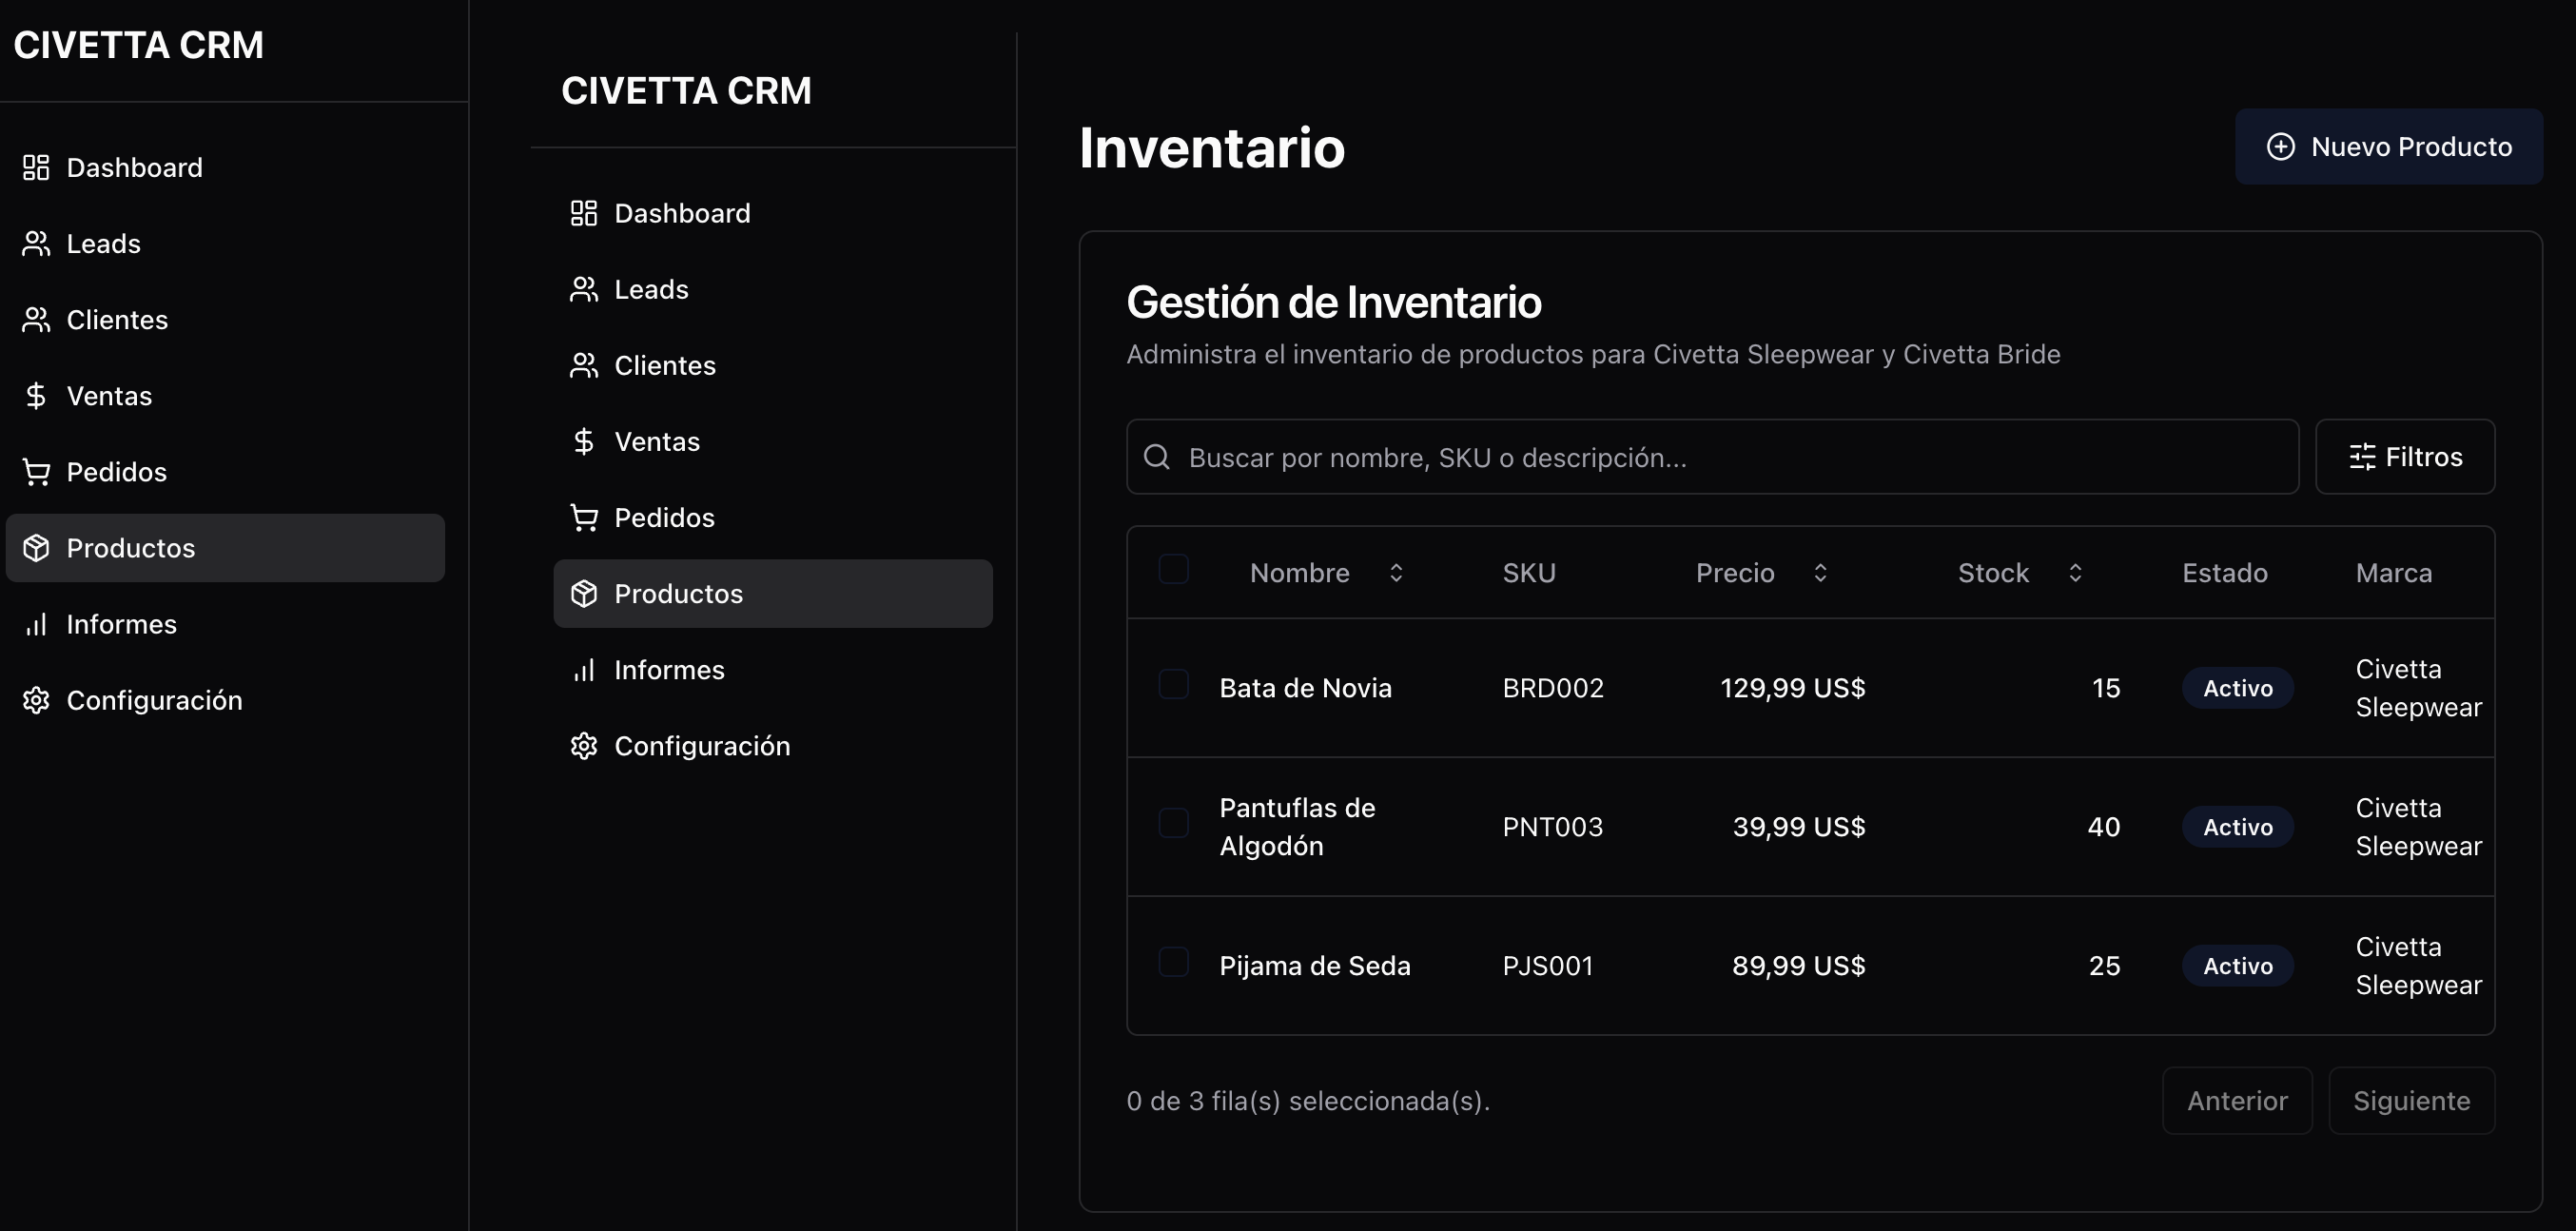 CIVETTA CRM
Dashboard
Leads
Clientes
Ventas
Pedidos
Productos
Informes
Configuración
CIVETTA CRM
Dashboard
Leads
Clientes
Ventas
Pedidos
Productos
Informes
Configuración
Inventario
Nuevo Producto
Gestión de Inventario
Administra el inventario de productos para Civetta Sleepwear y Civetta Bride
Buscar por nombre, SKU o descripción...
Filtros
Nombre SKU Precio Stock Estado Marca
Bata de Novia BRD002 129,99 US$ 15 Activo Civetta
Sleepwear
Pantuflas de
Algodón PNT003 39,99 US$ 40 Activo Civetta
Sleepwear
Pijama de Seda PJS001 89,99 US$ 25 Activo Civetta
Sleepwear
0 de 3 fila(s) seleccionada(s).
Anterior
Siguiente